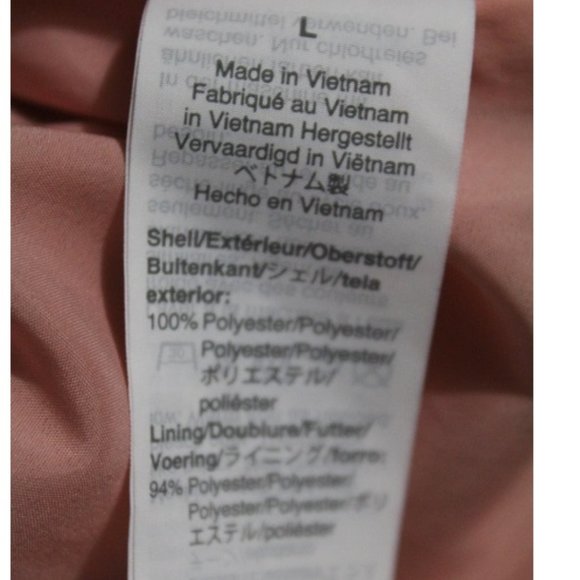 L
Made in Vietnam
Fabriqué au Vietnam
in Vietnam Hergestellt
Vervaardigd in Viëtnam
ベトナム製
Hecho en Vietnam
Shell/Extérieur/Oberstoff/
Buitenkant/シェル/tela
exterior:
100% Polyester/Polyester/
Polyester/Polyester/
ポリエステル/
poliéster
Lining/Doublure/Futter/
Voering/ライニング/forro:
94% Polyester/Polyester/
Polyester/Polyester/ポリ
エステル/poliéster